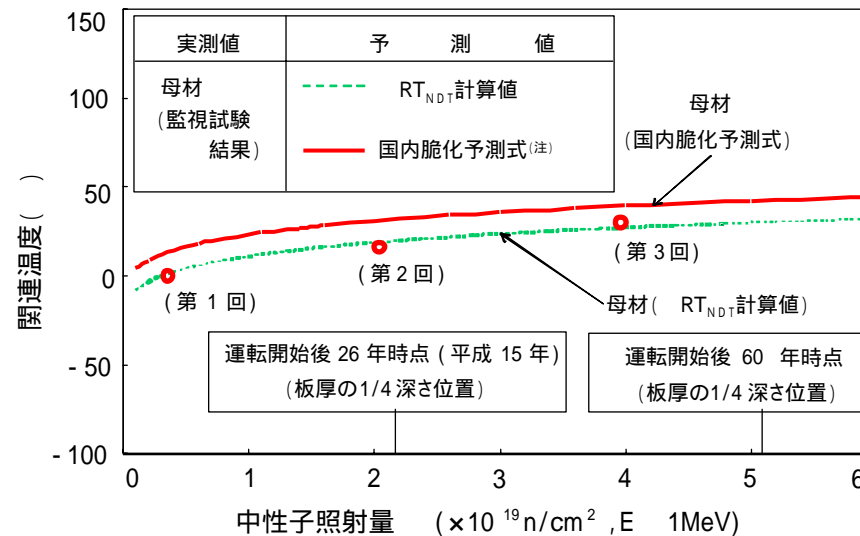 150
100
50
0
- 50
- 100
関連温度( )
実測値
予 測 値
母材
(監視試験
結果)
RTNDT計算値
国内脆化予測式(注)
母材
(国内脆化予測式)
(第 1 回)
(第 2 回)
(第 3 回)
母材( RTNDT計算値)
運転開始後 26 年時点 (平成 15 年)
(板厚の1/4 深さ位置)
運転開始後 60 年時点
(板厚の1/4 深さ位置)
0 1 2 3 4 5 6
中性子照射量 (×10 19 n/cm2 ,E 1MeV)